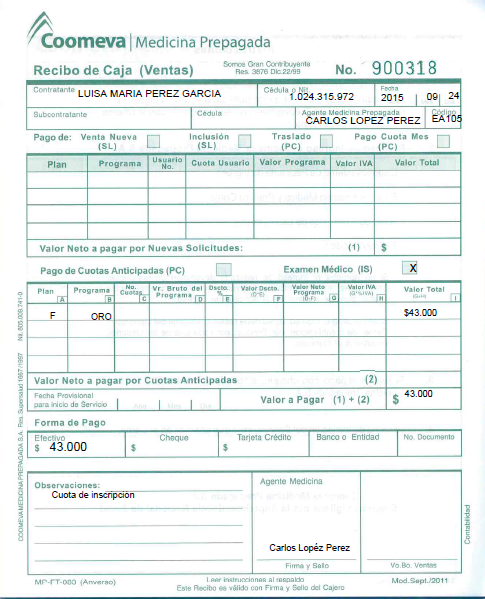 Coomeva | Medicina Prepagada
Recibo de Caja (Ventas)
Somos Gran Contribuyente
Res. 3876 Dic.22/99
No. 900318
Contratante LUISA MARIA PEREZ GARCIA
Cédula o Nit. 1.024.315.972
Fecha 2015 09 24
Subcontratante
Cédula
Agente Medicina Prepagada CARLOS LOPEZ PEREZ
Código EA105
Pago de: Venta Nueva (SL) Inclusión (SL) Traslado (PC) Pago Cuota Mes (PC)
Plan Programa Usuario No. Cuota Usuario Valor Programa Valor IVA Valor Total
Valor Neto a pagar por Nuevas Solicitudes: (1) $
Pago de Cuotas Anticipadas (PC) Examen Médico (IS) X
Plan A Programa B No. Cuotas C Vr. Bruto del Programa D Dscto. % E Valor Dscto. (D*E) F Valor Neto Programa (D-F) G Valor IVA (G*%IVA) H Valor Total (G+H) I
F ORO $43.000
Valor Neto a pagar por Cuotas Anticipadas (2)
Fecha Provisional para inicio de Servicio Año Mes Día
Valor a Pagar (1) + (2) $ 43.000
Forma de Pago
Efectivo Cheque Tarjeta Crédito Banco o Entidad No. Documento
$ 43.000 $ $
Observaciones:
Cuota de inscripción
Agente Medicina
Carlos Lopéz Perez
Firma y Sello
Vo.Bo. Ventas
MP-FT-060 (Anverso)
Leer instrucciones al respaldo
Este Recibo es válido con Firma y Sello del Cajero
Mod.Sept./2011
COOMEVA MEDICINA PREPAGADA S.A. Res. Supersalud 1967/1997 Nit. 805.009.741-0
Contabilidad